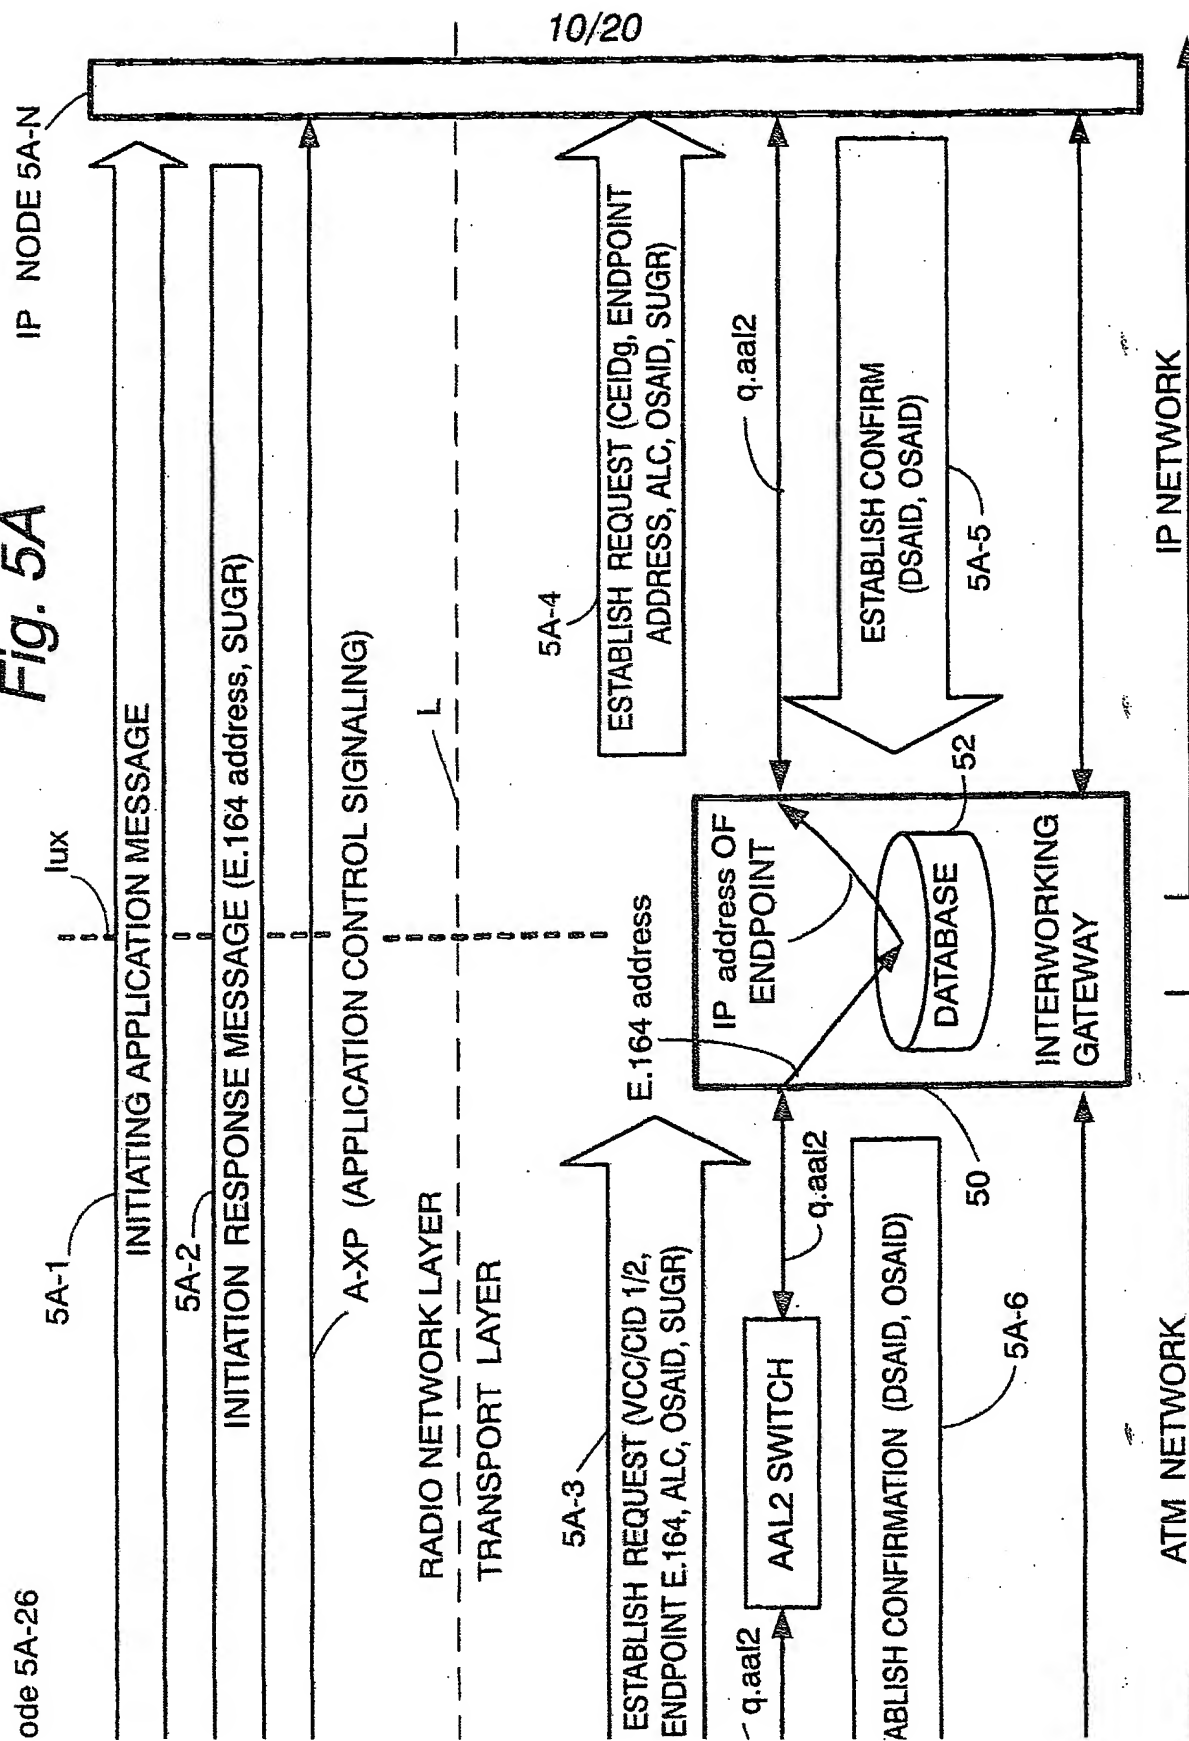 10/20
Fig. 5A
ode 5A-26
IP NODE 5A-N
Iux
5A-1
INITIATING APPLICATION MESSAGE
5A-2
INITIATION RESPONSE MESSAGE (E.164 address, SUGR)
A-XP (APPLICATION CONTROL SIGNALING)
RADIO NETWORK LAYER
L
TRANSPORT LAYER
5A-3
ESTABLISH REQUEST (VCC/CID 1/2,
ENDPOINT E.164, ALC, OSAID, SUGR)
E.164 address
5A-4
ESTABLISH REQUEST (CEIDg, ENDPOINT
ADDRESS, ALC, OSAID, SUGR)
q.aal2
AAL2 SWITCH
q.aal2
IP address OF
ENDPOINT
DATABASE
52
INTERWORKING
GATEWAY
50
q.aal2
ESTABLISH CONFIRM
(DSAID, OSAID)
5A-5
ABLISH CONFIRMATION (DSAID, OSAID)
5A-6
ATM NETWORK
IP NETWORK